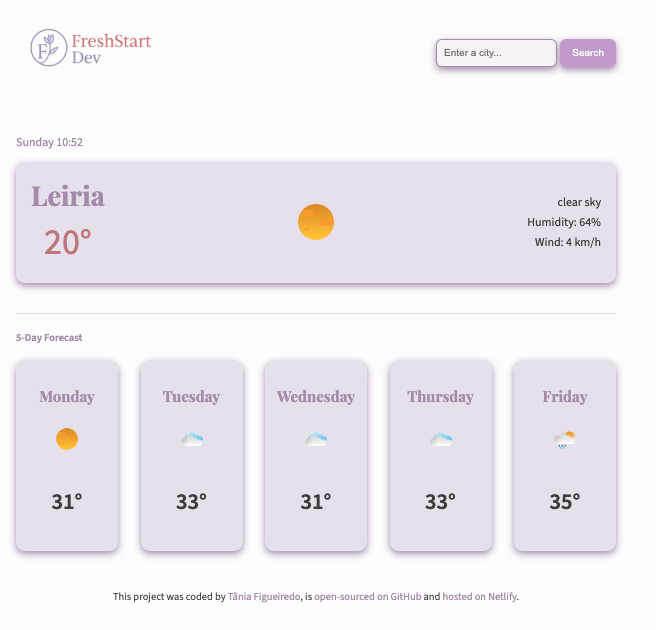 F
FreshStart
Dev
Enter a city...
Search
Sunday 10:52
Leiria
20°
clear sky
Humidity: 64%
Wind: 4 km/h
5-Day Forecast
Monday
31°
Tuesday
33°
Wednesday
31°
Thursday
33°
Friday
35°
This project was coded by Tânia Figueiredo, is open-sourced on GitHub and hosted on Netlify.